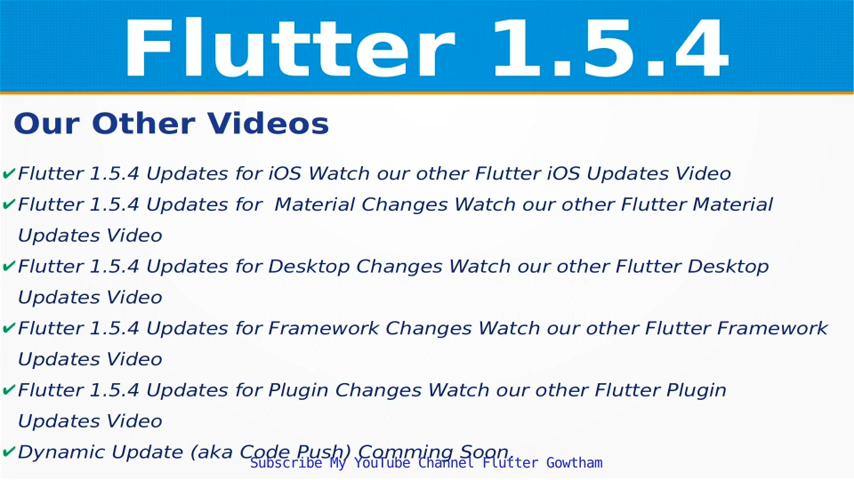 Flutter 1.5.4
Our Other Videos
✔Flutter 1.5.4 Updates for iOS Watch our other Flutter iOS Updates Video
✔Flutter 1.5.4 Updates for  Material Changes Watch our other Flutter Material
Updates Video
✔Flutter 1.5.4 Updates for Desktop Changes Watch our other Flutter Desktop
Updates Video
✔Flutter 1.5.4 Updates for Framework Changes Watch our other Flutter Framework
Updates Video
✔Flutter 1.5.4 Updates for Plugin Changes Watch our other Flutter Plugin
Updates Video
✔Dynamic Update (aka Code Push) Comming Soon.
Subscribe My YouTube Channel Flutter Gowtham